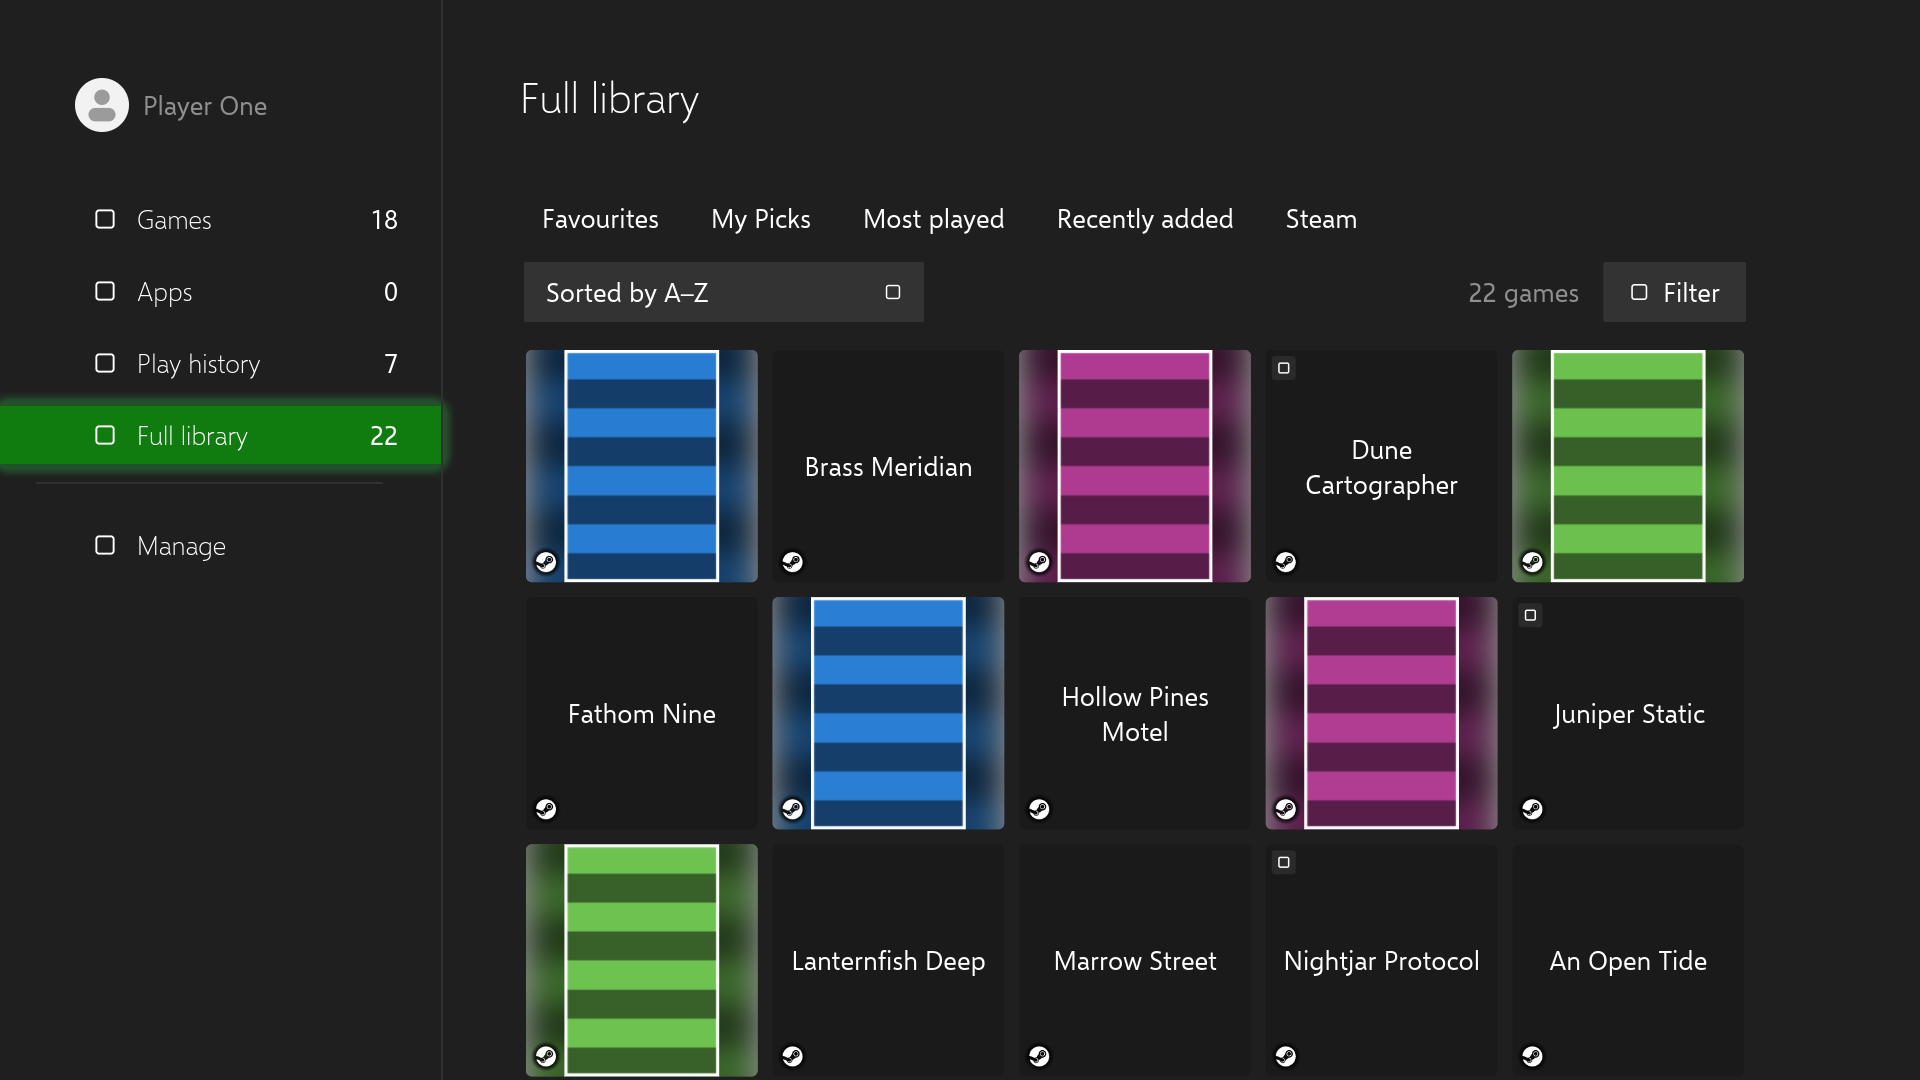 Player One
Games 18
Apps 0
Play history 7
Full library 22
Manage
Full library
Favourites My Picks Most played Recently added Steam
Sorted by A–Z
22 games
Filter
Brass Meridian
Dune
Cartographer
Fathom Nine
Hollow Pines
Motel
Juniper Static
Lanternfish Deep
Marrow Street
Nightjar Protocol
An Open Tide